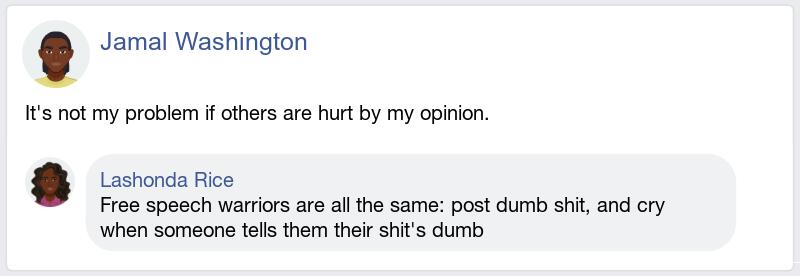 Jamal Washington
It's not my problem if others are hurt by my opinion.
Lashonda Rice
Free speech warriors are all the same: post dumb shit, and cry
when someone tells them their shit's dumb